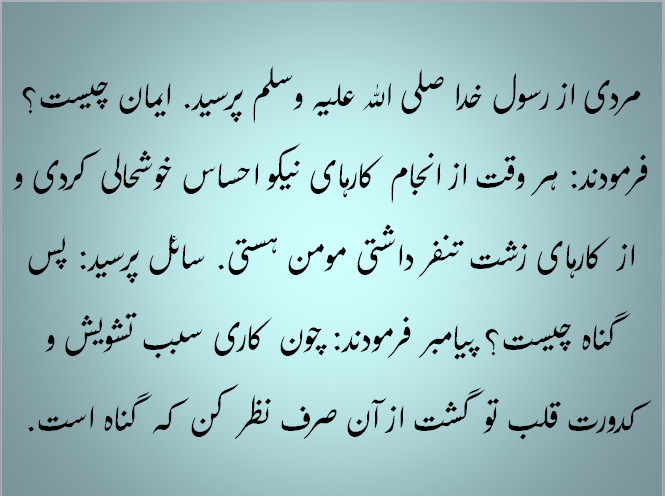 مردی از رسول خدا صلی الله علیه وسلم پرسید. ایمان چیست؟
فرمودند: هر وقت از انجام کارهای نیکو احساس خوشحالی کردی و
از کارهای زشت تنفر داشتی مومن هستی. سائل پرسید: پس
گناه چیست؟ پیامبر فرمودند: چون کاری سبب تشویش و
کدورت قلب تو گشت از آن صرف نظر کن که گناه است.